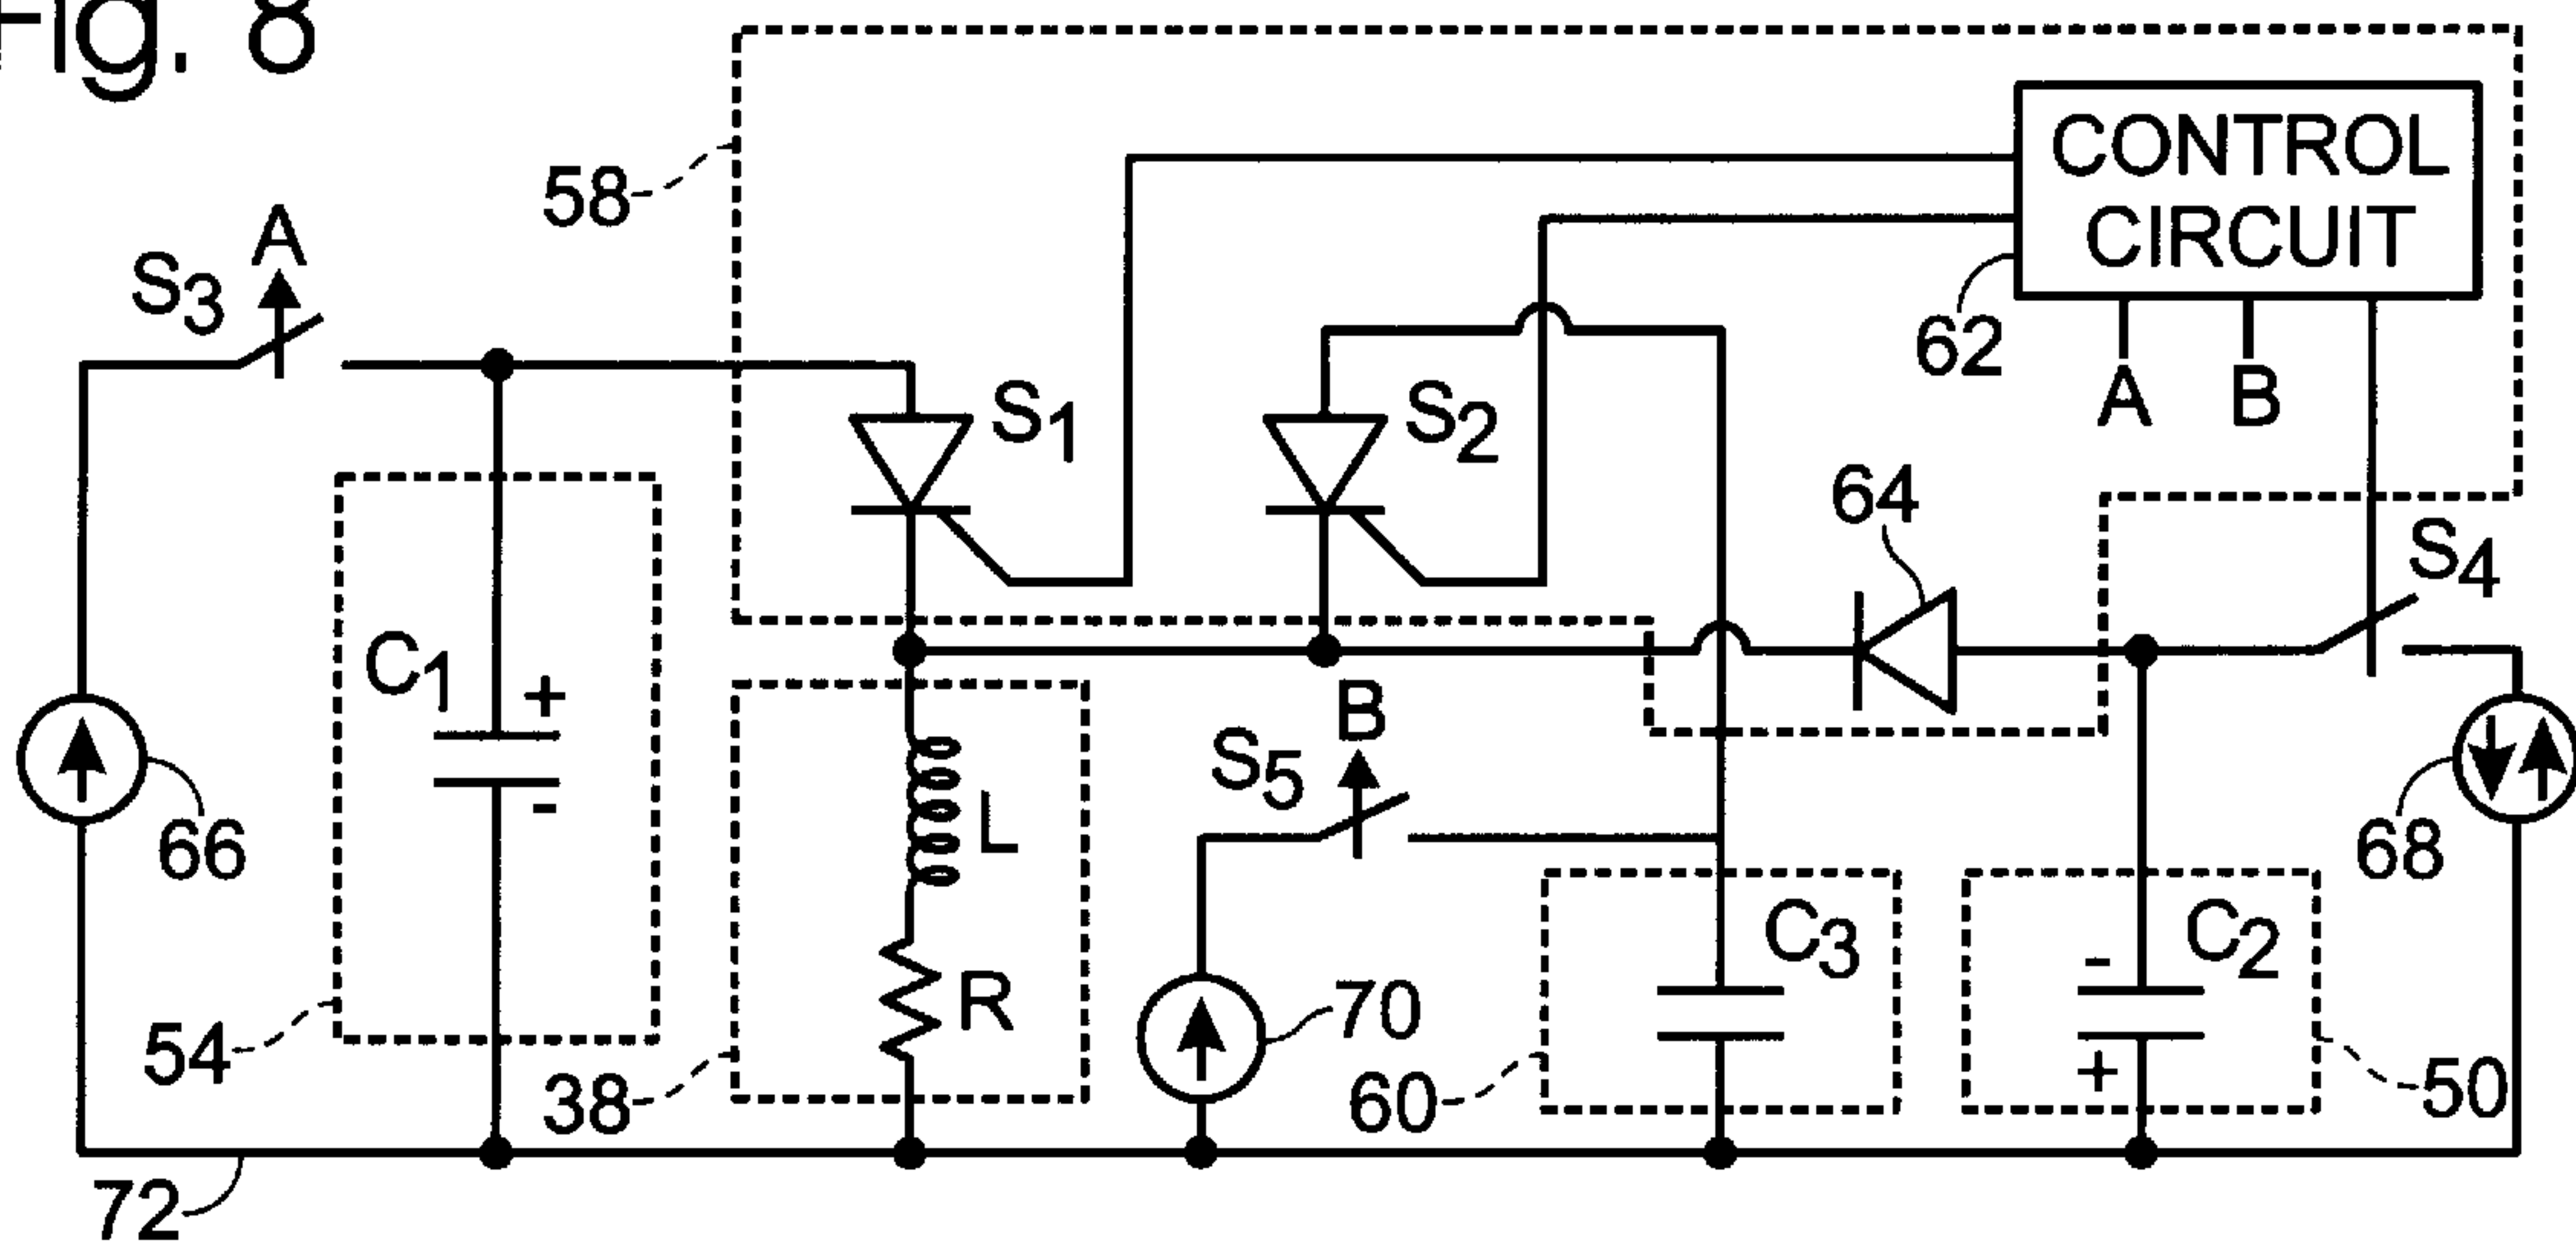 Fig. 8
58
CONTROL
CIRCUIT
A
S3
62
A
B
S1
S2
64
S4
C1
+
-
B
S5
L
66
68
C3
C2
-
R
70
54
38
60
+
50
72